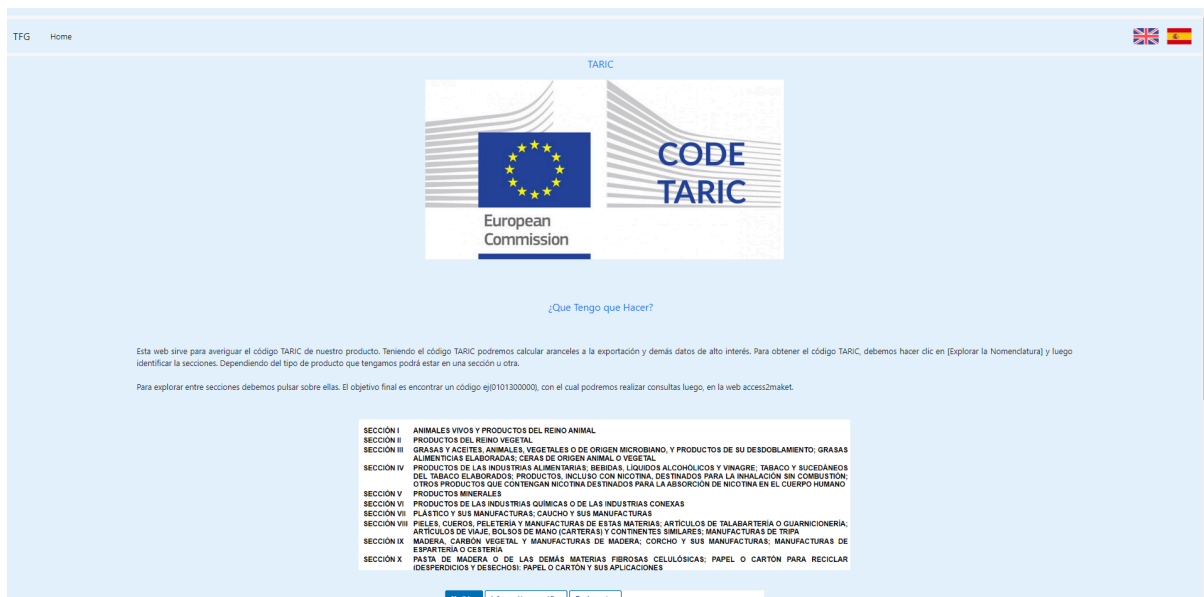 TFG Home
TARIC
CODE
TARIC
European
Commission
¿Que Tengo que Hacer?
Esta web sirve para averiguar el código TARIC de nuestro producto. Teniendo el código TARIC podremos calcular aranceles a la exportación y demás datos de alto interés. Para obtener el código TARIC, debemos hacer clic en [Explorar la Nomenclatura] y luego
identificar la secciones. Dependiendo del tipo de producto que tengamos podrá estar en una sección u otra.
Para explorar entre secciones debemos pulsar sobre ellas. El objetivo final es encontrar un código ej(0101300000), con el cual podremos realizar consultas luego, en la web access2maket.
SECCIÓN I ANIMALES VIVOS Y PRODUCTOS DEL REINO ANIMAL
SECCIÓN II PRODUCTOS DEL REINO VEGETAL
SECCIÓN III GRASAS Y ACEITES, ANIMALES, VEGETALES O DE ORIGEN MICROBIANO, Y PRODUCTOS DE SU DESDOBLAMIENTO; GRASAS
ALIMENTICIAS ELABORADAS; CERAS DE ORIGEN ANIMAL O VEGETAL
SECCIÓN IV PRODUCTOS DE LAS INDUSTRIAS ALIMENTARIAS; BEBIDAS, LÍQUIDOS ALCOHÓLICOS Y VINAGRE; TABACO Y SUCEDÁNEOS
DEL TABACO ELABORADOS; PRODUCTOS, INCLUSO CON NICOTINA, DESTINADOS PARA LA INHALACIÓN SIN COMBUSTIÓN;
OTROS PRODUCTOS QUE CONTENGAN NICOTINA DESTINADOS PARA LA ABSORCIÓN DE NICOTINA EN EL CUERPO HUMANO
SECCIÓN V PRODUCTOS MINERALES
SECCIÓN VI PRODUCTOS DE LAS INDUSTRIAS QUÍMICAS O DE LAS INDUSTRIAS CONEXAS
SECCIÓN VII PLÁSTICO Y SUS MANUFACTURAS; CAUCHO Y SUS MANUFACTURAS
SECCIÓN VIII PIELES, CUEROS, PELETERÍA Y MANUFACTURAS DE ESTAS MATERIAS; ARTÍCULOS DE TALABARTERÍA O GUARNICIONERÍA;
ARTÍCULOS DE VIAJE, BOLSOS DE MANO (CARTERAS) Y CONTINENTES SIMILARES; MANUFACTURAS DE TRIPA
SECCIÓN IX MADERA, CARBÓN VEGETAL Y MANUFACTURAS DE MADERA; CORCHO Y SUS MANUFACTURAS; MANUFACTURAS DE
ESPARTERÍA O CESTERÍA
SECCIÓN X PASTA DE MADERA O DE LAS DEMÁS MATERIAS FIBROSAS CELULÓSICAS; PAPEL O CARTÓN PARA RECICLAR
(DESPERDICIOS Y DESECHOS); PAPEL O CARTÓN Y SUS APLICACIONES